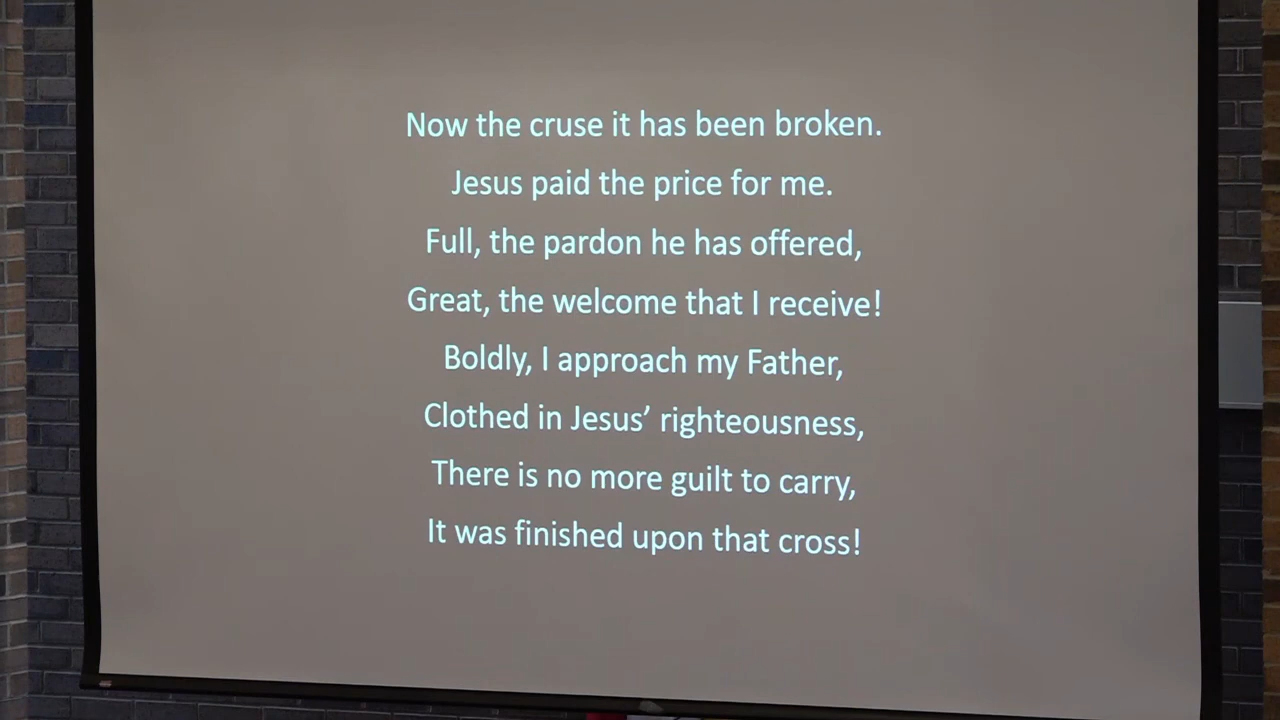 Now the cruse it has been broken.
Jesus paid the price for me.
Full, the pardon he has offered,
Great, the welcome that I receive!
Boldly, I approach my Father,
Clothed in Jesus’ righteousness,
There is no more guilt to carry,
It was finished upon that cross!